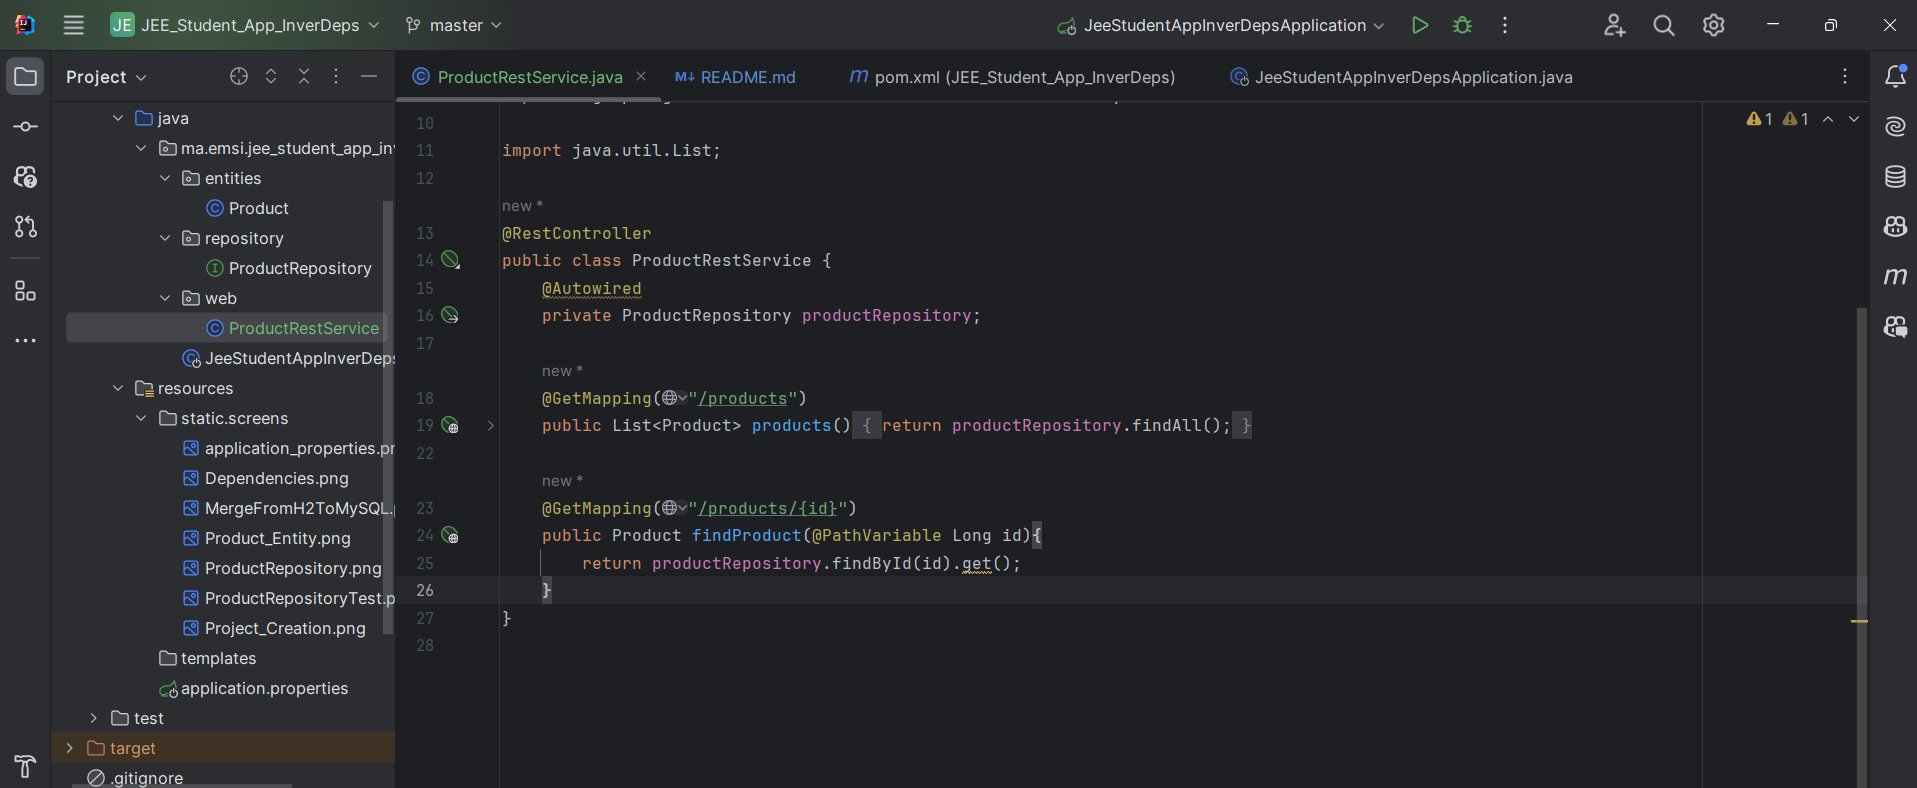 JE JEE_Student_App_InverDeps master JeeStudentAppInverDepsApplication
Project
java
ma.emsi.jee_student_app_in
entities
Product
repository
ProductRepository
web
ProductRestService
JeeStudentAppInverDeps
resources
static.screens
application_properties.pr
Dependencies.png
MergeFromH2ToMySQL.
Product_Entity.png
ProductRepository.png
ProductRepositoryTest.p
Project_Creation.png
templates
application.properties
test
target
.gitignore
ProductRestService.java README.md pom.xml (JEE_Student_App_InverDeps) JeeStudentAppInverDepsApplication.java
1 1
10
11 import java.util.List;
12
new *
13 @RestController
14 public class ProductRestService {
15 @Autowired
16 private ProductRepository productRepository;
17
new *
18 @GetMapping("/products")
19 public List<Product> products() { return productRepository.findAll(); }
22
new *
23 @GetMapping("/products/{id}")
24 public Product findProduct(@PathVariable Long id){
25 return productRepository.findById(id).get();
26 }
27 }
28